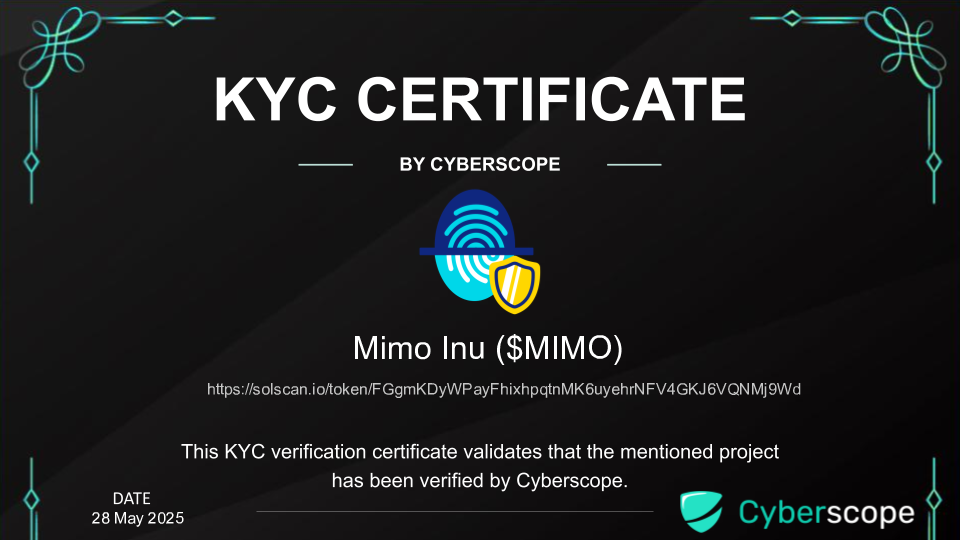 KYC CERTIFICATE
BY CYBERSCOPE
Mimo Inu ($MIMO)
https://solscan.io/token/FGgmKDyWPayFhixhpqtnMK6uyehrNFV4GKJ6VQNMj9Wd
This KYC verification certificate validates that the mentioned project
has been verified by Cyberscope.
DATE
28 May 2025
Cyberscope